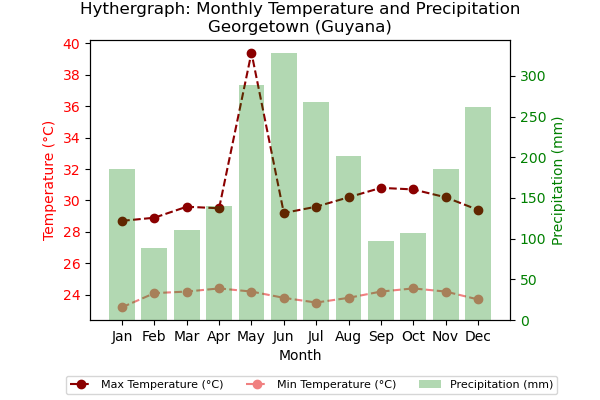 Hythergraph: Monthly Temperature and Precipitation
Georgetown (Guyana)
40
38
36
34
32
30
28
26
24
Temperature (°C)
300
250
200
150
100
50
0
Precipitation (mm)
Jan Feb Mar Apr May Jun Jul Aug Sep Oct Nov Dec
Month
Max Temperature (°C) Min Temperature (°C) Precipitation (mm)